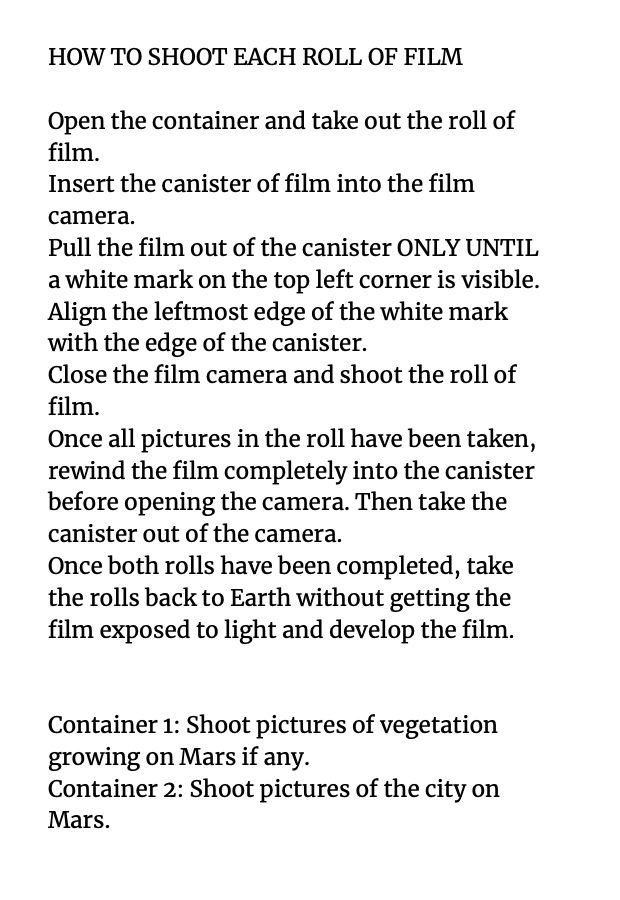 HOW TO SHOOT EACH ROLL OF FILM
Open the container and take out the roll of
film.
Insert the canister of film into the film
camera.
Pull the film out of the canister ONLY UNTIL
a white mark on the top left corner is visible.
Align the leftmost edge of the white mark
with the edge of the canister.
Close the film camera and shoot the roll of
film.
Once all pictures in the roll have been taken,
rewind the film completely into the canister
before opening the camera. Then take the
canister out of the camera.
Once both rolls have been completed, take
the rolls back to Earth without getting the
film exposed to light and develop the film.
Container 1: Shoot pictures of vegetation
growing on Mars if any.
Container 2: Shoot pictures of the city on
Mars.